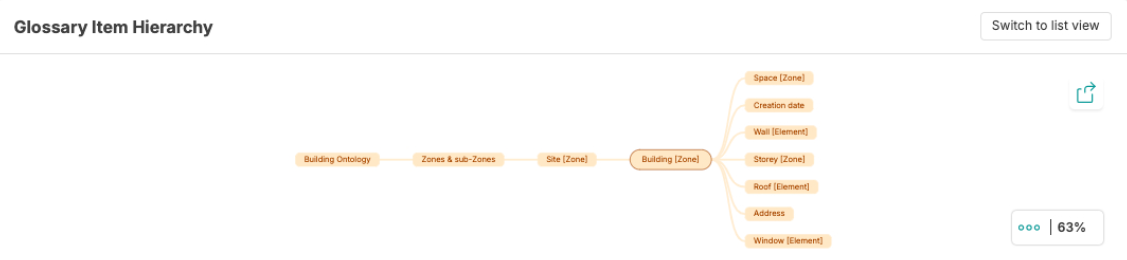 Glossary Item Hierarchy
Switch to list view
Space [Zone]
Creation date
Wall [Element]
Building Ontology
Zones & sub-Zones
Site [Zone]
Building [Zone]
Storey [Zone]
Roof [Element]
Address
Window [Element]
63%